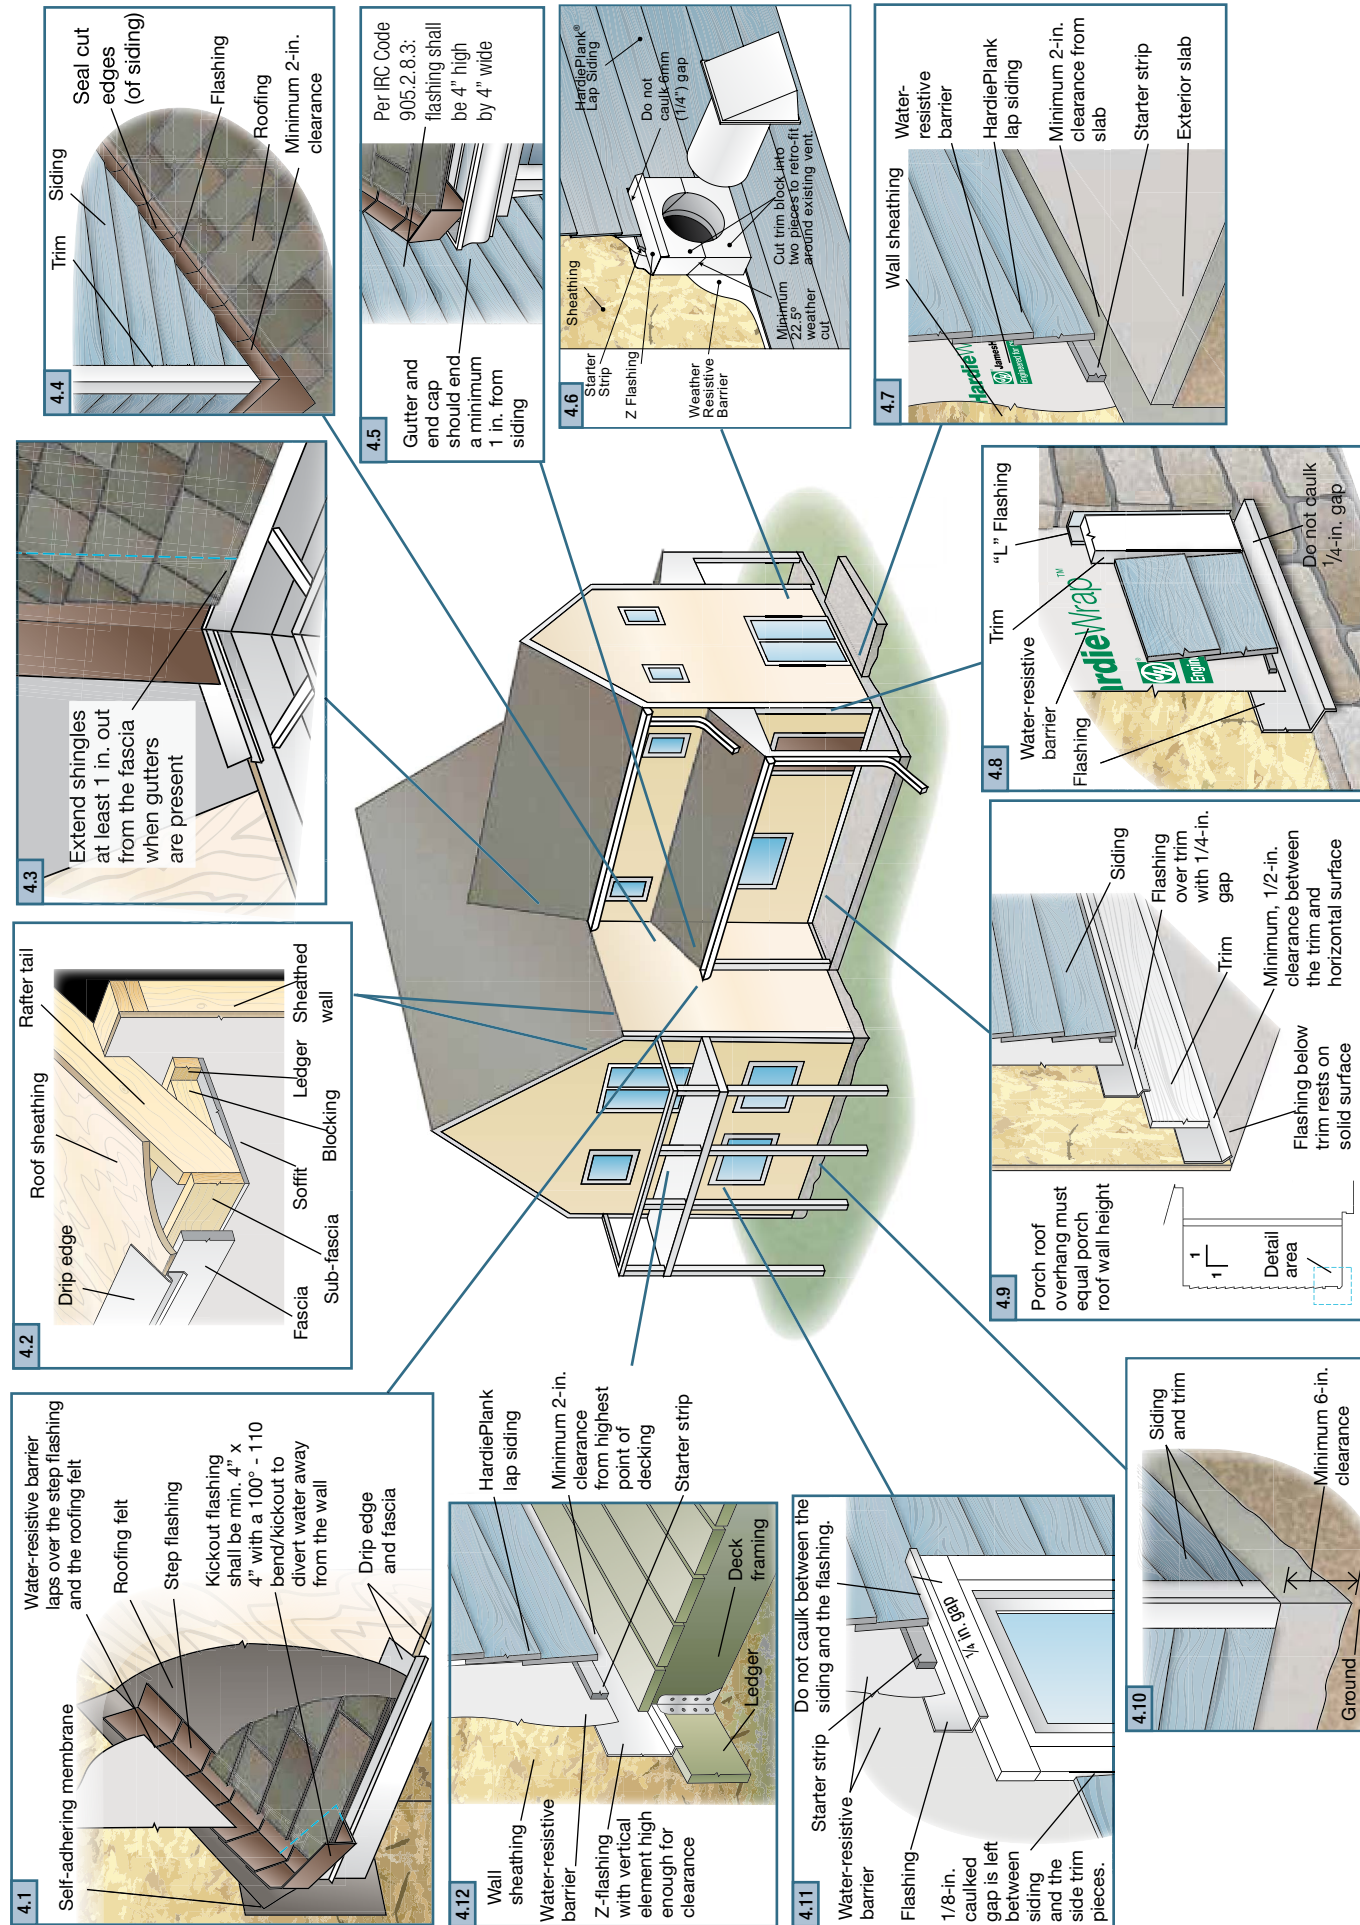 4.1
Self-adhering membrane
Water-resistive barrier
laps over the step flashing
and the roofing felt
Roofing felt
Step flashing
Kickout flashing
shall be min. 4" x
4" with a 100° - 110
bend/kickout to
divert water away
from the wall
Drip edge
and fascia
4.2
Drip edge
Roof sheathing
Rafter tail
Fascia
Sub-fascia
Soffit
Blocking
Ledger
Sheathed
wall
4.3
Extend shingles
at least 1 in. out
from the fascia
when gutters
are present
4.4
Trim
Siding
Seal cut
edges
(of siding)
Flashing
Roofing
Minimum 2-in.
clearance
4.5
Gutter and
end cap
should end
a minimum
1 in. from
siding
Per IRC Code
905.2.8.3:
flashing shall
be 4" high
by 4" wide
4.6
Starter
Strip
Z Flashing
Weather
Resistive
Barrier
Sheathing
HardiePlank®
Lap Siding
Do not
caulk 6mm
(1/4") gap
Minimum
22.5°
weather
cut
Cut trim block into
two pieces to retro-fit
around existing vent.
4.7
Wall sheathing
Water-
resistive
barrier
HardiePlank
lap siding
Minimum 2-in.
clearance from
slab
Starter strip
Exterior slab
4.8
Water-resistive
barrier
Flashing
Trim
"L" Flashing
Do not caulk
1/4-in. gap
ardieWrap™
Engin
4.9
Porch roof
overhang must
equal porch
roof wall height
1
1
Detail
area
Siding
Flashing
over trim
with 1/4-in.
gap
Trim
Minimum, 1/2-in.
clearance between
the trim and
horizontal surface
Flashing below
trim rests on
solid surface
4.10
Siding
and trim
Minimum 6-in.
clearance
Ground
4.11
Water-resistive
barrier
Starter strip
Do not caulk between the
siding and the flashing.
Flashing
1/4 in. gap
1/8-in.
caulked
gap is left
between
siding
and the
side trim
pieces.
4.12
Wall
sheathing
Water-resistive
barrier
Z-flashing
with vertical
element high
enough for
clearance
HardiePlank
lap siding
Minimum 2-in.
clearance
from highest
point of
decking
Starter strip
Deck
framing
Ledger